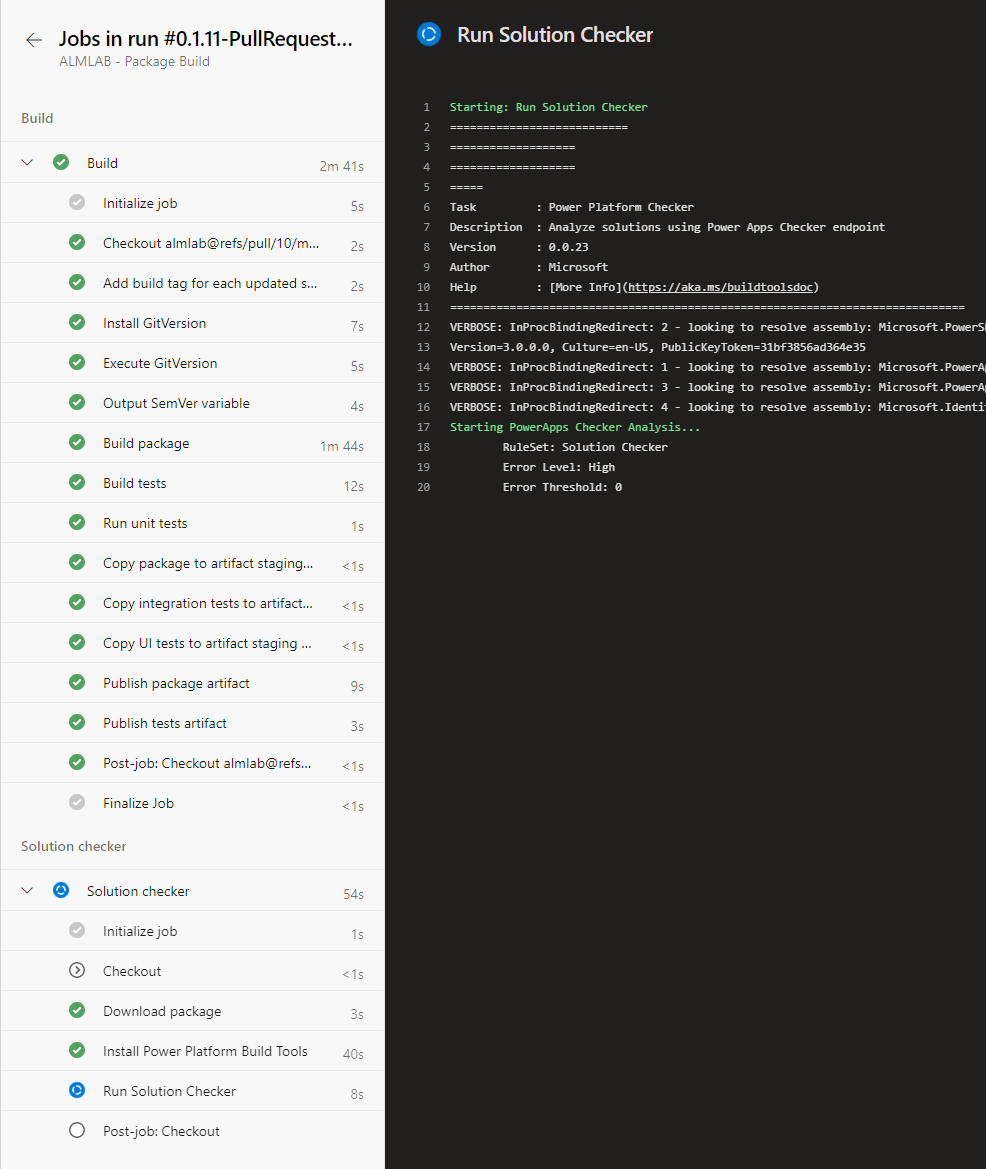 Jobs in run #0.1.11-PullRequest...
ALMLAB - Package Build
Build
Build 2m 41s
Initialize job 5s
Checkout almlab@refs/pull/10/m... 2s
Add build tag for each updated s... 2s
Install GitVersion 7s
Execute GitVersion 5s
Output SemVer variable 4s
Build package 1m 44s
Build tests 12s
Run unit tests 1s
Copy package to artifact staging... <1s
Copy integration tests to artifact... <1s
Copy UI tests to artifact staging ... <1s
Publish package artifact 9s
Publish tests artifact 3s
Post-job: Checkout almlab@refs... <1s
Finalize Job <1s
Solution checker
Solution checker 54s
Initialize job 1s
Checkout <1s
Download package 3s
Install Power Platform Build Tools 40s
Run Solution Checker 8s
Post-job: Checkout
Run Solution Checker
1 Starting: Run Solution Checker
2 ===========================
3 ===================
4 ===================
5 =====
6 Task : Power Platform Checker
7 Description : Analyze solutions using Power Apps Checker endpoint
8 Version : 0.0.23
9 Author : Microsoft
10 Help : [More Info](https://aka.ms/buildtoolsdoc)
11 ==============================================================================
12 VERBOSE: InProcBindingRedirect: 2 - looking to resolve assembly: Microsoft.PowerS
13 Version=3.0.0.0, Culture=en-US, PublicKeyToken=31bf3856ad364e35
14 VERBOSE: InProcBindingRedirect: 1 - looking to resolve assembly: Microsoft.PowerA
15 VERBOSE: InProcBindingRedirect: 3 - looking to resolve assembly: Microsoft.PowerA
16 VERBOSE: InProcBindingRedirect: 4 - looking to resolve assembly: Microsoft.Identi
17 Starting PowerApps Checker Analysis...
18 RuleSet: Solution Checker
19 Error Level: High
20 Error Threshold: 0